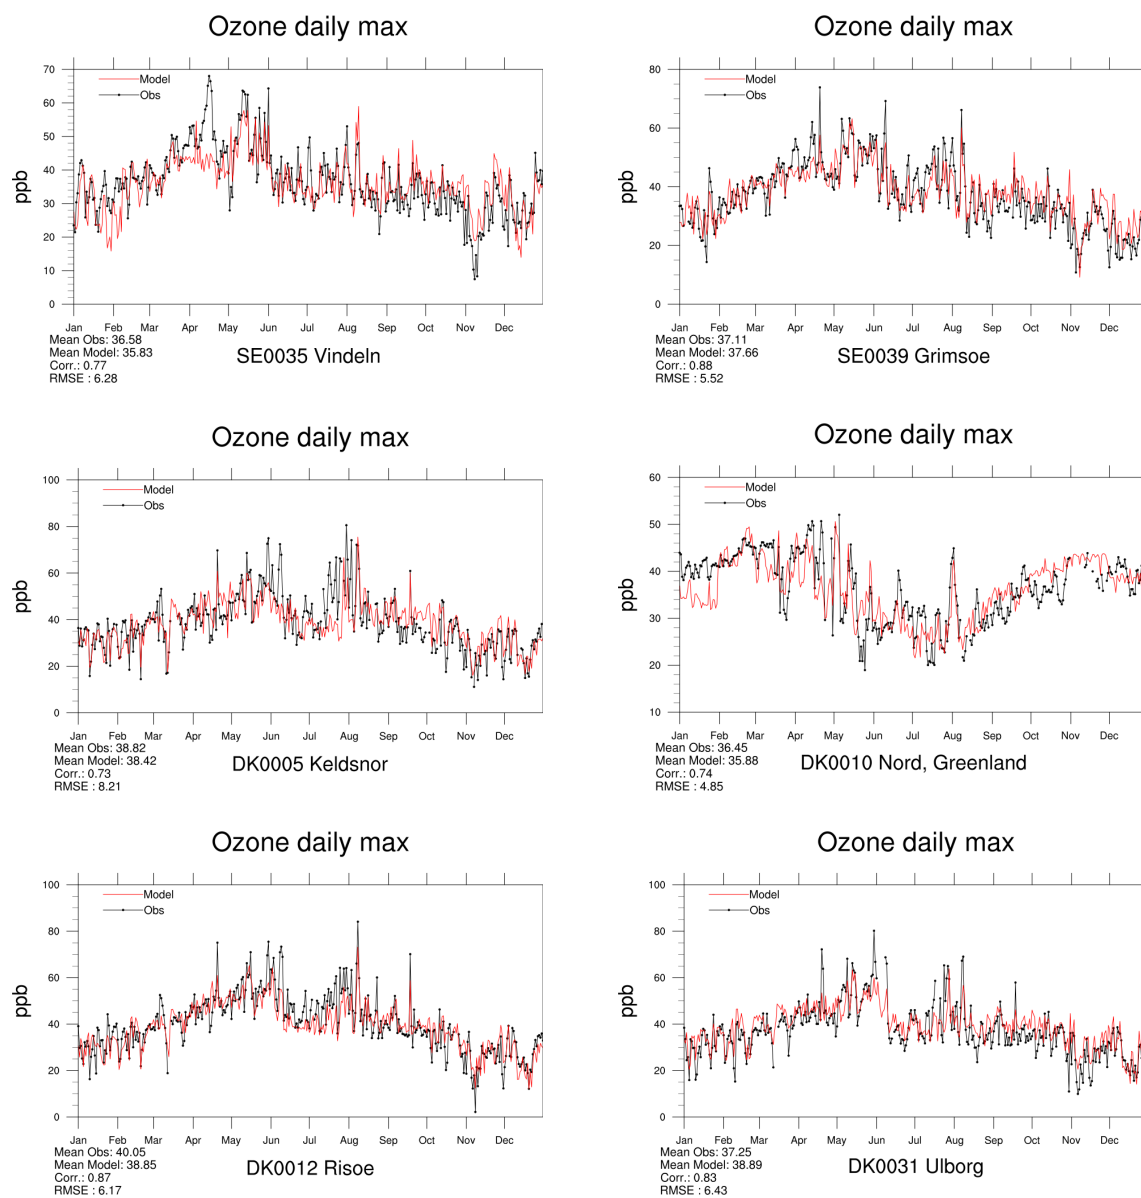 Ozone daily max
70
60
50
40
30
20
10
0
ppb
Model
Obs
Jan Feb Mar Apr May Jun Jul Aug Sep Oct Nov Dec
Mean Obs: 36.58
Mean Model: 35.83
Corr.: 0.77
RMSE : 6.28
SE0035 Vindeln
Ozone daily max
80
60
40
20
0
ppb
Model
Obs
Jan Feb Mar Apr May Jun Jul Aug Sep Oct Nov Dec
Mean Obs: 37.11
Mean Model: 37.66
Corr.: 0.88
RMSE : 5.52
SE0039 Grimsoe
Ozone daily max
100
80
60
40
20
0
ppb
Model
Obs
Jan Feb Mar Apr May Jun Jul Aug Sep Oct Nov Dec
Mean Obs: 38.82
Mean Model: 38.42
Corr.: 0.73
RMSE : 8.21
DK0005 Keldsnor
Ozone daily max
60
50
40
30
20
10
ppb
Model
Obs
Jan Feb Mar Apr May Jun Jul Aug Sep Oct Nov Dec
Mean Obs: 36.45
Mean Model: 35.88
Corr.: 0.74
RMSE : 4.85
DK0010 Nord, Greenland
Ozone daily max
100
80
60
40
20
0
ppb
Model
Obs
Jan Feb Mar Apr May Jun Jul Aug Sep Oct Nov Dec
Mean Obs: 40.05
Mean Model: 38.85
Corr.: 0.87
RMSE : 6.17
DK0012 Risoe
Ozone daily max
100
80
60
40
20
0
ppb
Model
Obs
Jan Feb Mar Apr May Jun Jul Aug Sep Oct Nov Dec
Mean Obs: 37.25
Mean Model: 38.89
Corr.: 0.83
RMSE : 6.43
DK0031 Ulborg